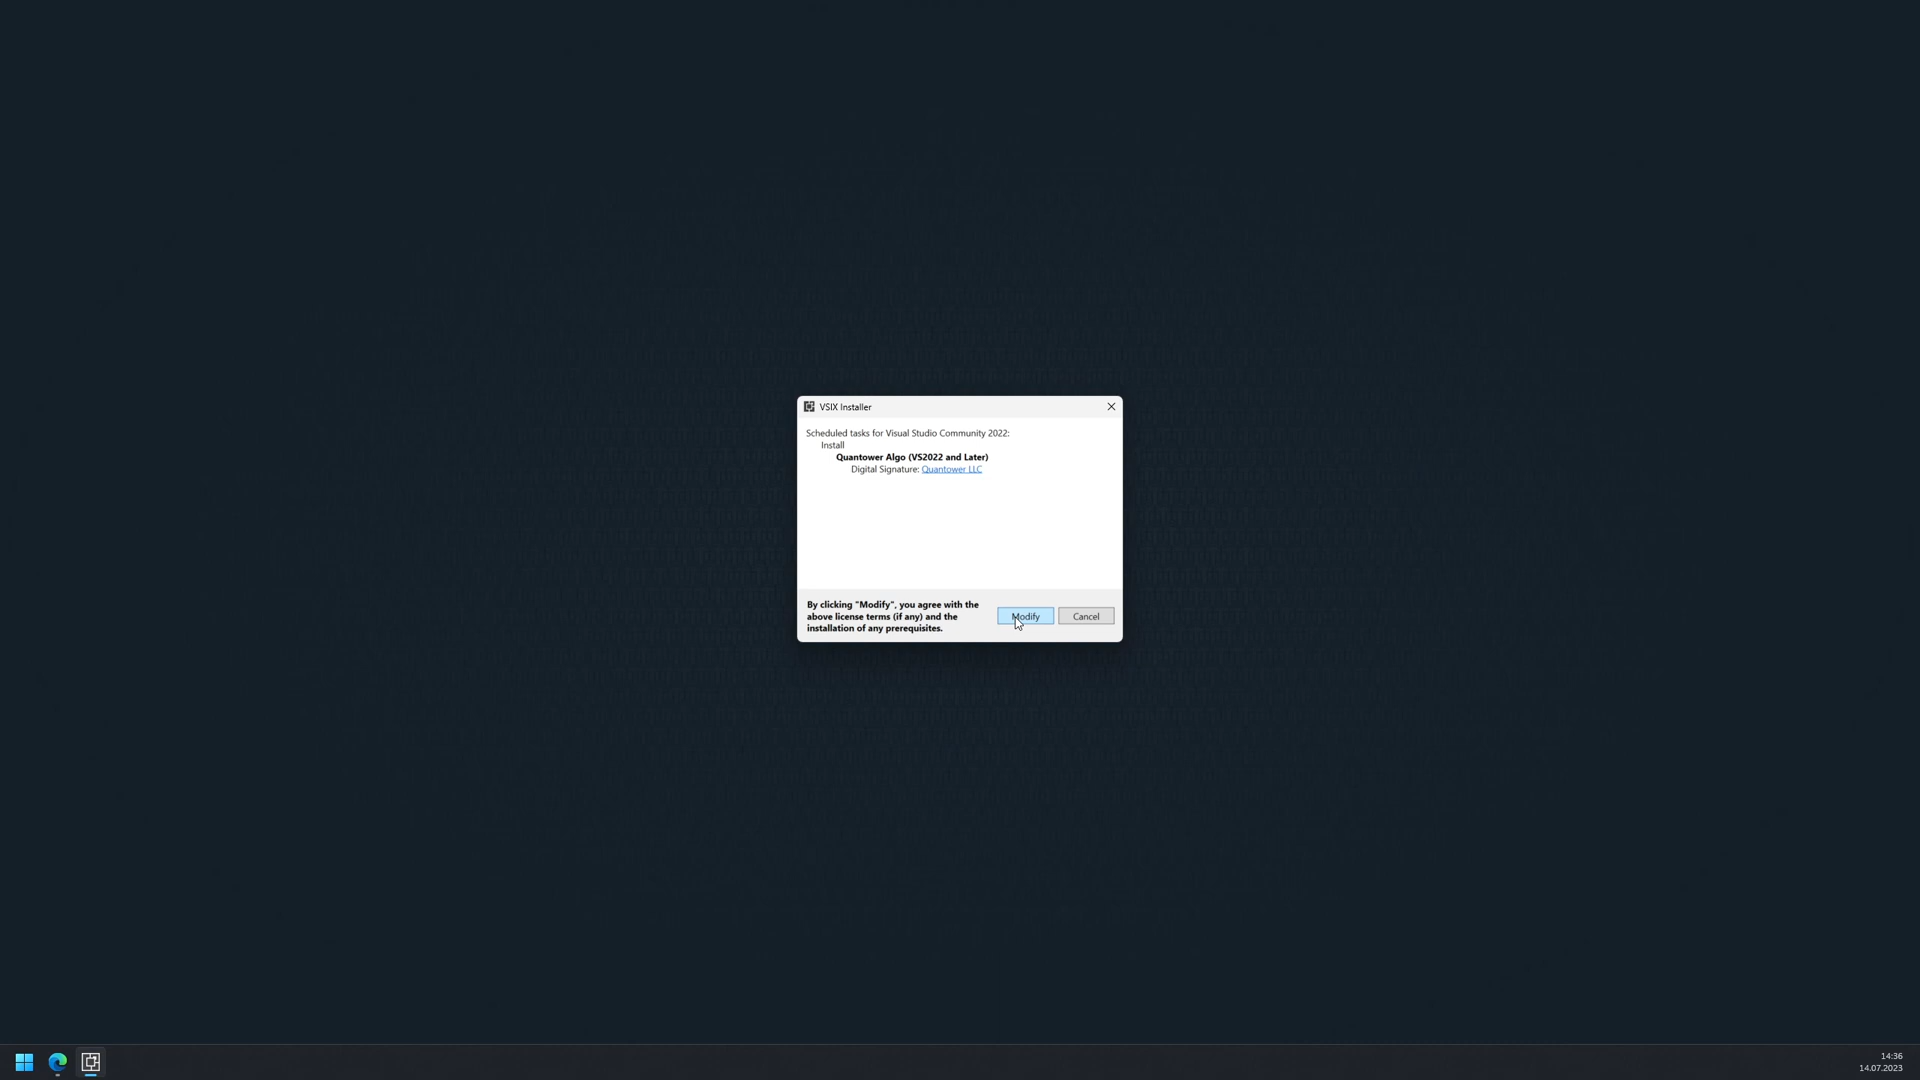 VSIX Installer
Scheduled tasks for Visual Studio Community 2022:
Install
Quantower Algo (VS2022 and Later)
Digital Signature: Quantower LLC
By clicking "Modify", you agree with the
above license terms (if any) and the
installation of any prerequisites.
Modify
Cancel
14:36
14.07.2023